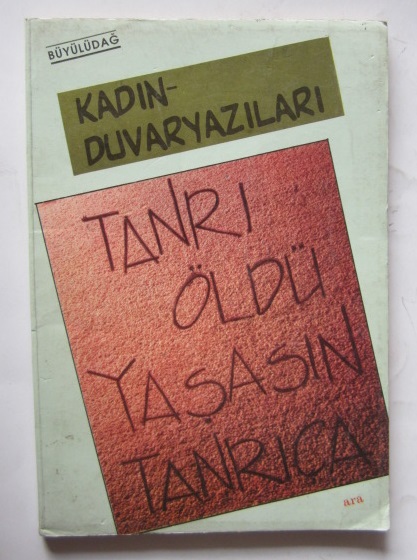 BÜYÜLÜDAĞ
KADIN-
DUVARYAZILARI
TANRI
ÖLDÜ
YAŞASIN
TANRIÇA
ara